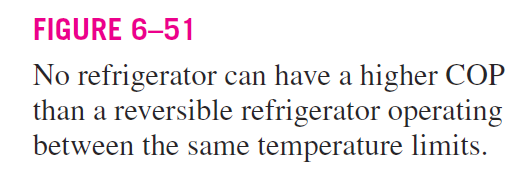 FIGURE 6–51
No refrigerator can have a higher COP
than a reversible refrigerator operating
between the same temperature limits.